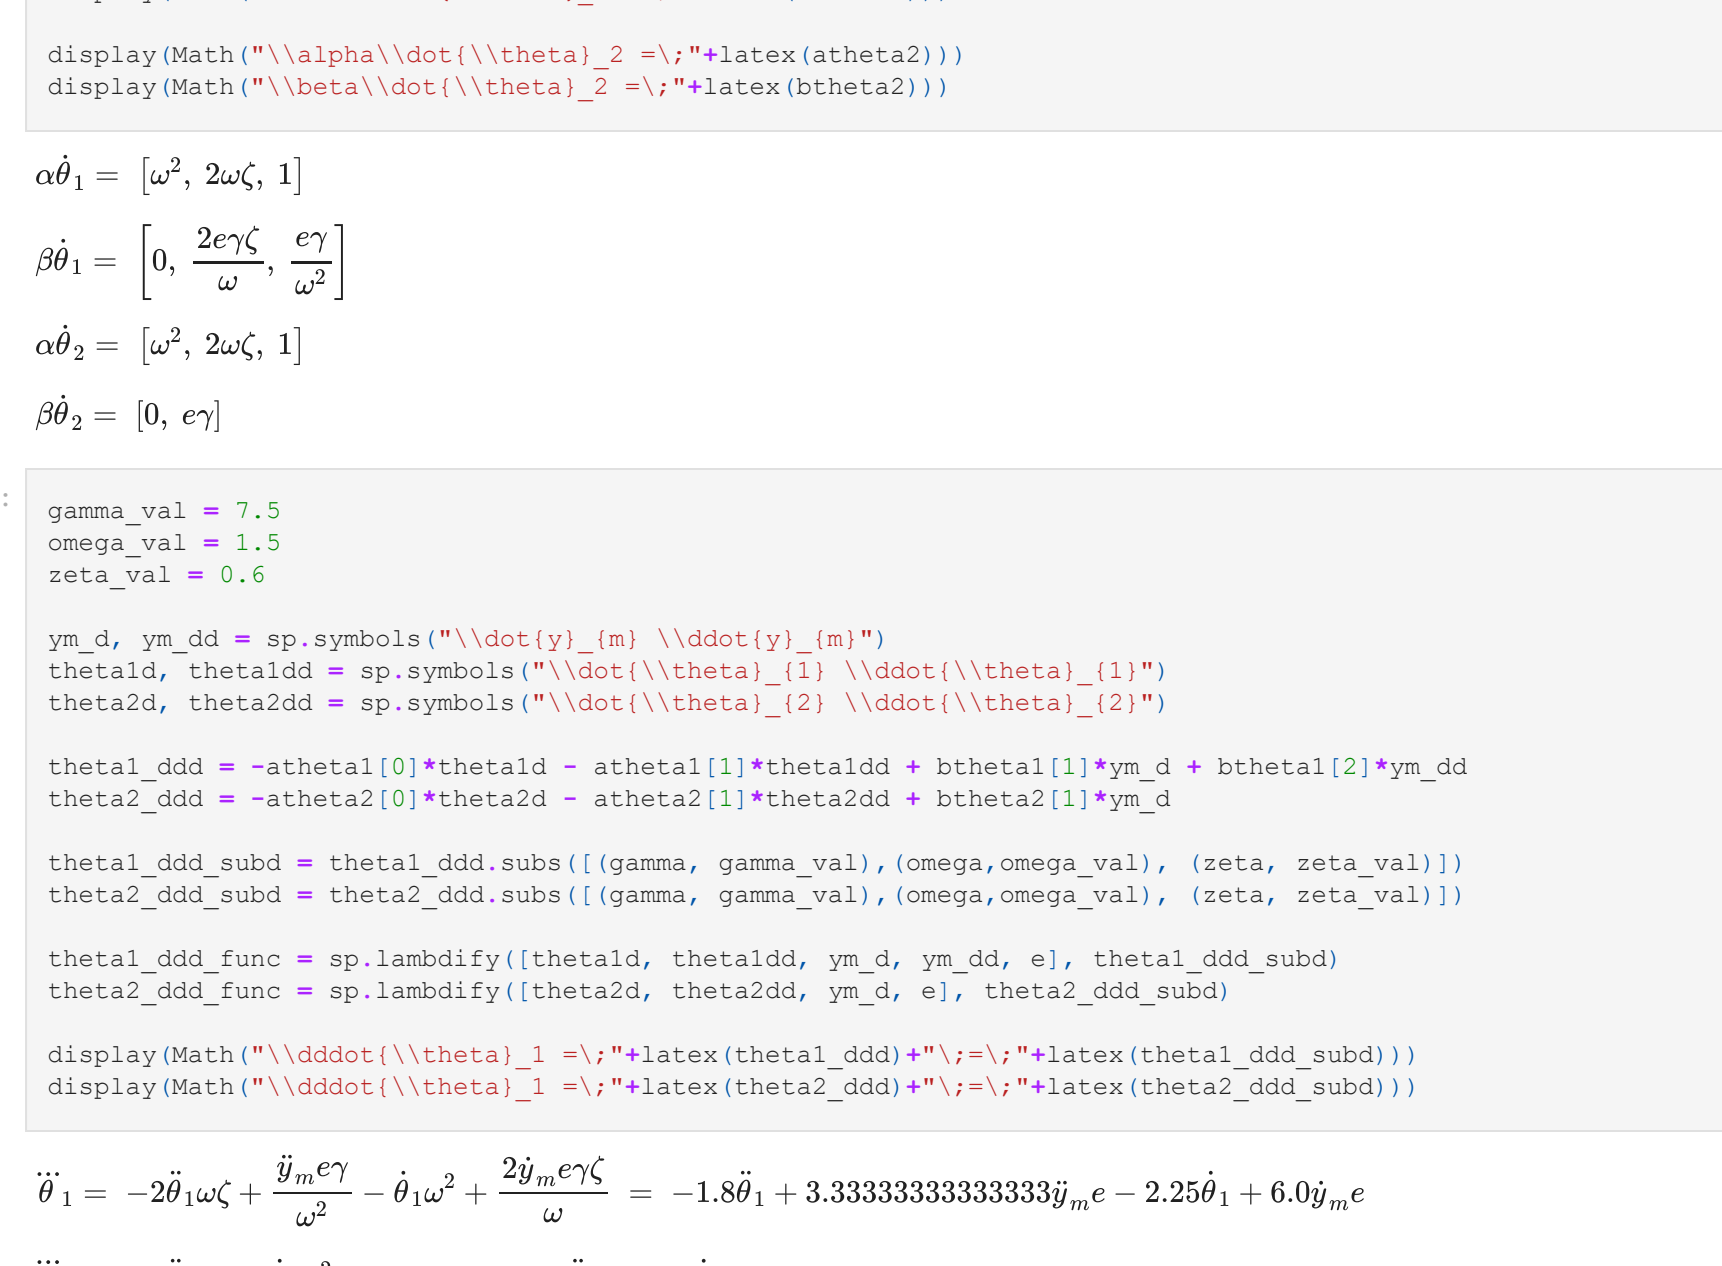 display(Math("\\alpha\\dot{\\theta}_2 =\;"+latex(atheta2)))
display(Math("\\beta\\dot{\\theta}_2 =\;"+latex(btheta2)))
αθ̇₁ = [ω², 2ωζ, 1]
βθ̇₁ = [0, 2eγζ/ω, eγ/ω²]
αθ̇₂ = [ω², 2ωζ, 1]
βθ̇₂ = [0, eγ]
:
gamma_val = 7.5
omega_val = 1.5
zeta_val = 0.6
ym_d, ym_dd = sp.symbols("\\dot{y}_{m} \\ddot{y}_{m}")
theta1d, theta1dd = sp.symbols("\\dot{\\theta}_{1} \\ddot{\\theta}_{1}")
theta2d, theta2dd = sp.symbols("\\dot{\\theta}_{2} \\ddot{\\theta}_{2}")
theta1_ddd = -atheta1[0]*theta1d - atheta1[1]*theta1dd + btheta1[1]*ym_d + btheta1[2]*ym_dd
theta2_ddd = -atheta2[0]*theta2d - atheta2[1]*theta2dd + btheta2[1]*ym_d
theta1_ddd_subd = theta1_ddd.subs([(gamma, gamma_val),(omega,omega_val), (zeta, zeta_val)])
theta2_ddd_subd = theta2_ddd.subs([(gamma, gamma_val),(omega,omega_val), (zeta, zeta_val)])
theta1_ddd_func = sp.lambdify([theta1d, theta1dd, ym_d, ym_dd, e], theta1_ddd_subd)
theta2_ddd_func = sp.lambdify([theta2d, theta2dd, ym_d, e], theta2_ddd_subd)
display(Math("\\dddot{\\theta}_1 =\;"+latex(theta1_ddd)+"\;=\;"+latex(theta1_ddd_subd)))
display(Math("\\dddot{\\theta}_1 =\;"+latex(theta2_ddd)+"\;=\;"+latex(theta2_ddd_subd)))
θ⃛₁ = −2θ̈₁ωζ + ÿₘeγ/ω² − θ̇₁ω² + 2ẏₘeγζ/ω = −1.8θ̈₁ + 3.33333333333333ÿₘe − 2.25θ̇₁ + 6.0ẏₘe